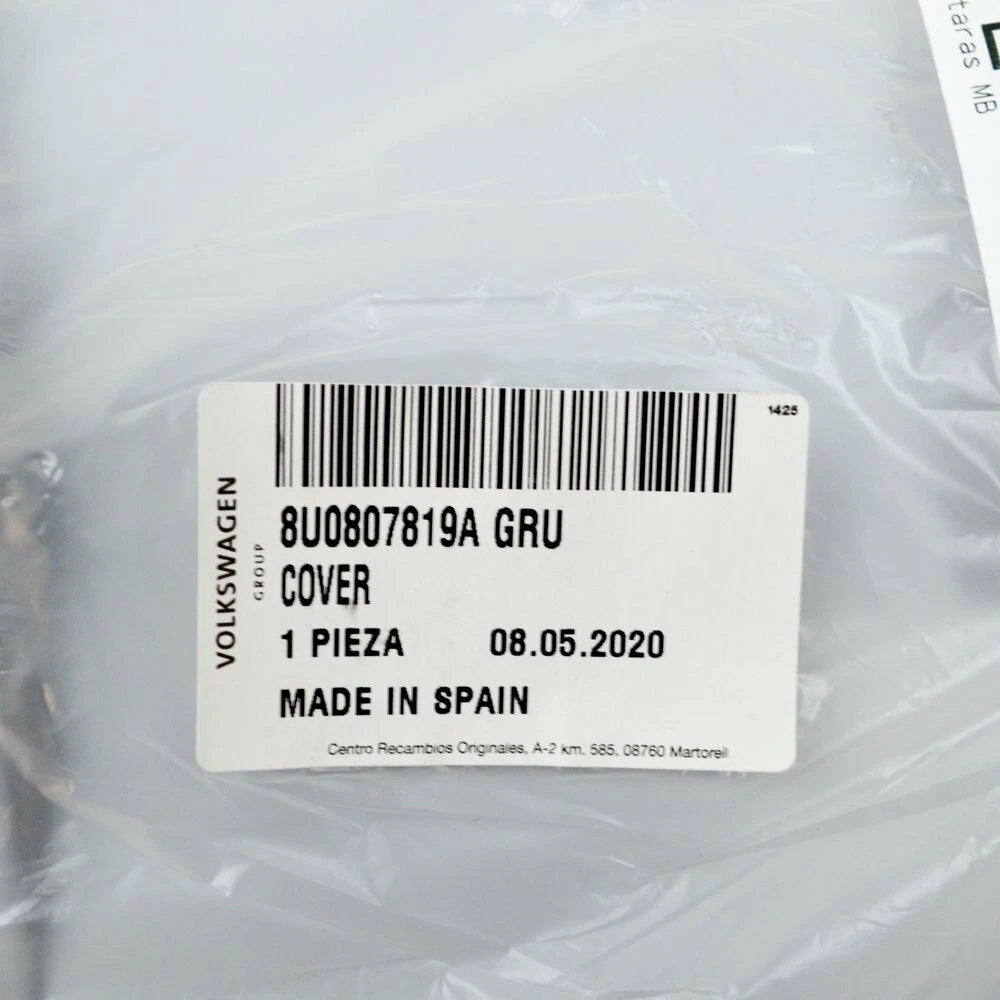 taras MB
1425
VOLKSWAGEN
GROUP
8U0807819A GRU
COVER
1 PIEZA 08.05.2020
MADE IN SPAIN
Centro Recambios Originales, A-2 km. 585, 08760 Martorell